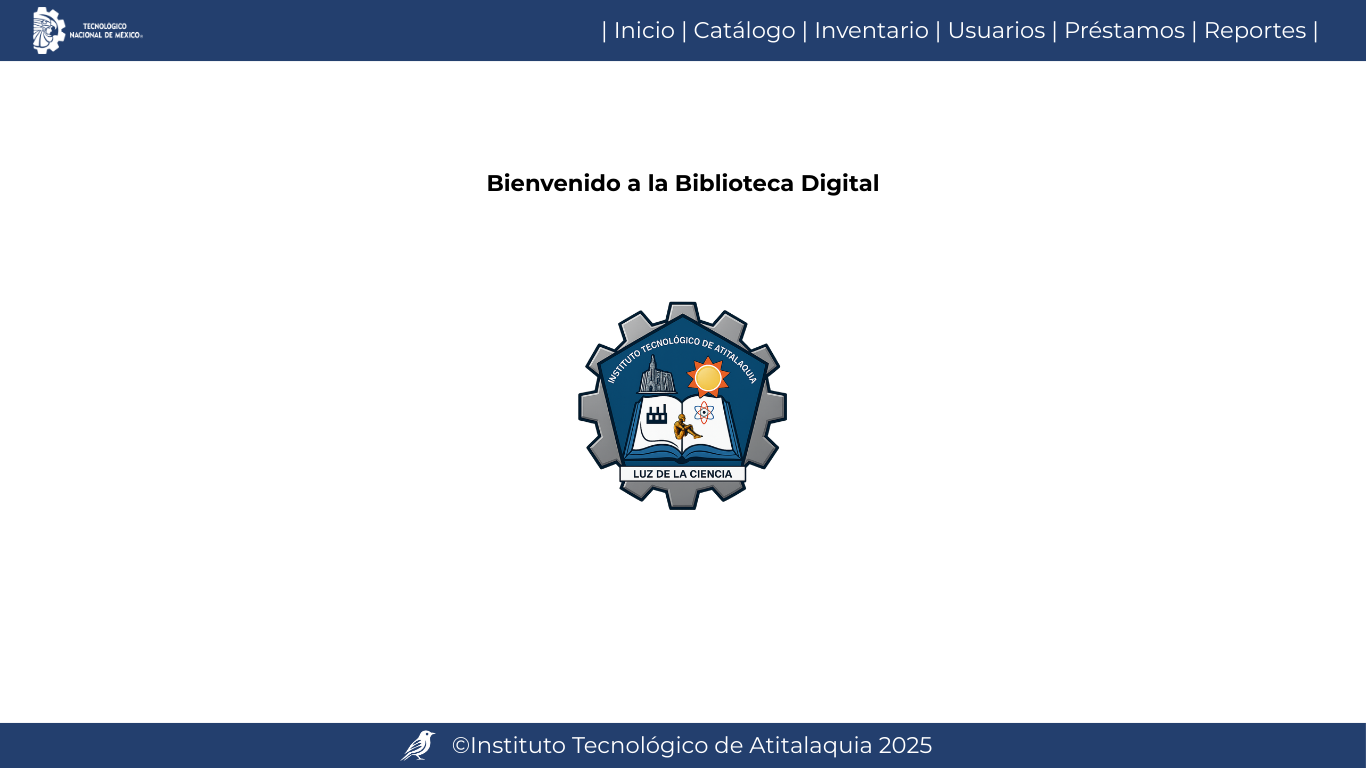 TECNOLÓGICO
NACIONAL DE MÉXICO®
| Inicio | Catálogo | Inventario | Usuarios | Préstamos | Reportes |
Bienvenido a la Biblioteca Digital
INSTITUTO TECNOLÓGICO DE ATITALAQUIA
LUZ DE LA CIENCIA
©Instituto Tecnológico de Atitalaquia 2025